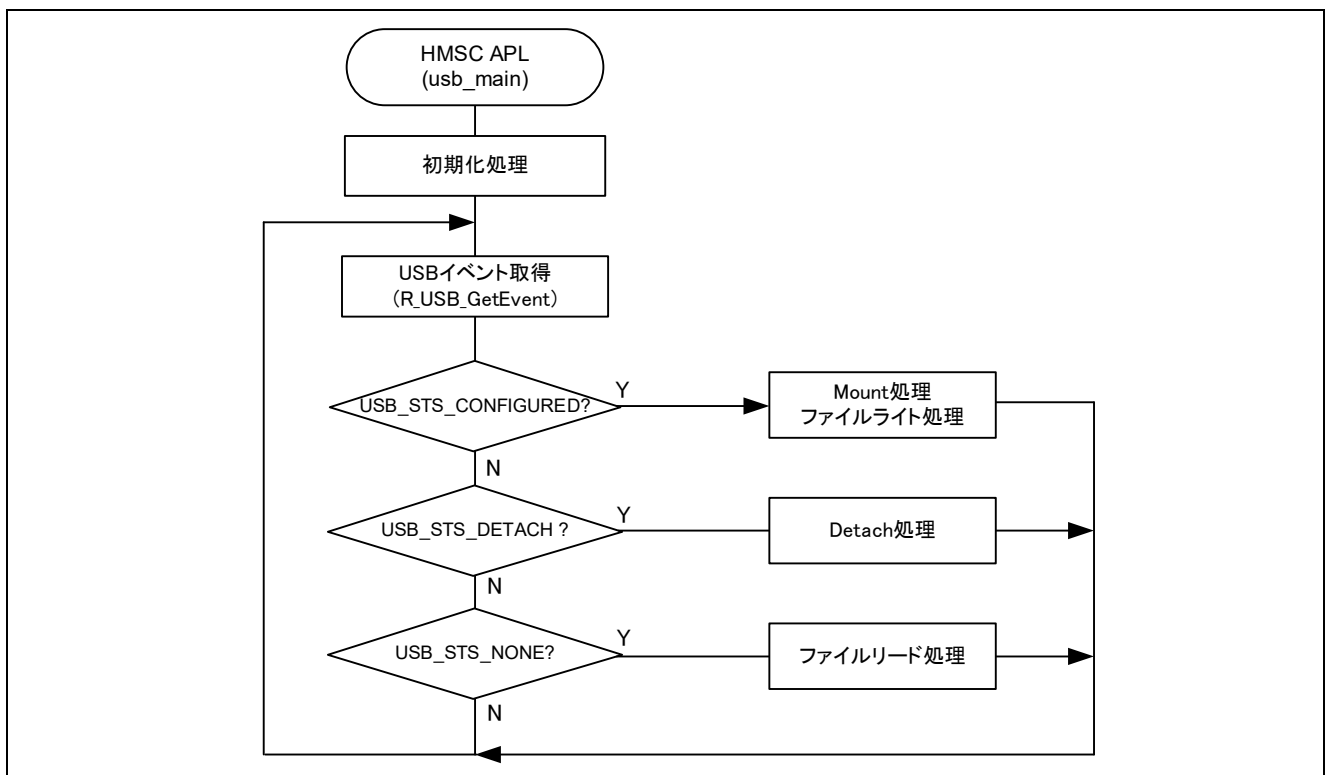 HMSC APL
(usb_main)
初期化処理
USBイベント取得
（R_USB_GetEvent）
USB_STS_CONFIGURED?
Y
Mount処理
ファイルライト処理
N
USB_STS_DETACH ?
Y
Detach処理
N
USB_STS_NONE?
Y
ファイルリード処理
N